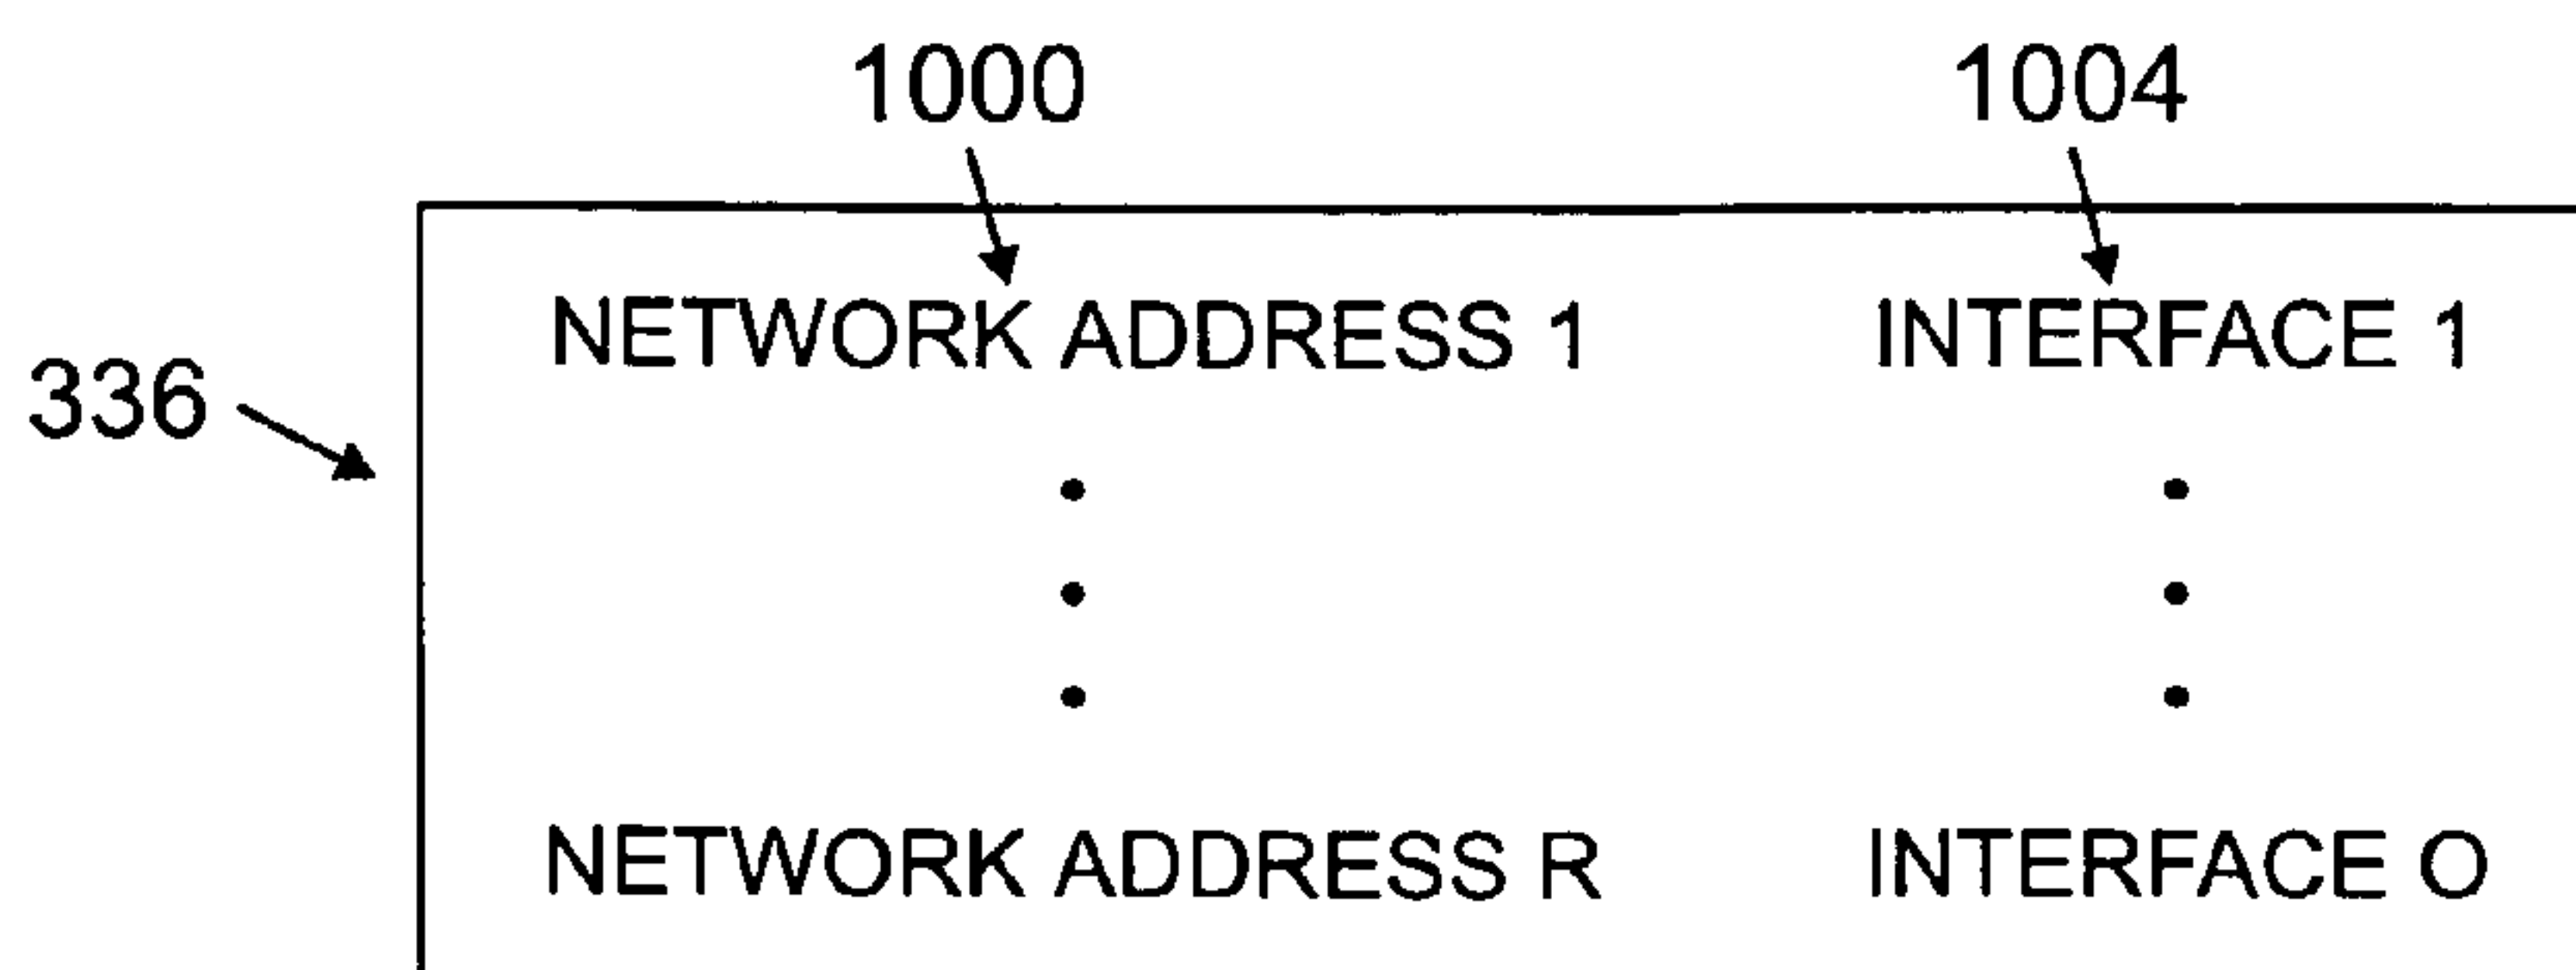 1000 1004
NETWORK ADDRESS 1 INTERFACE 1
336
NETWORK ADDRESS R INTERFACE O